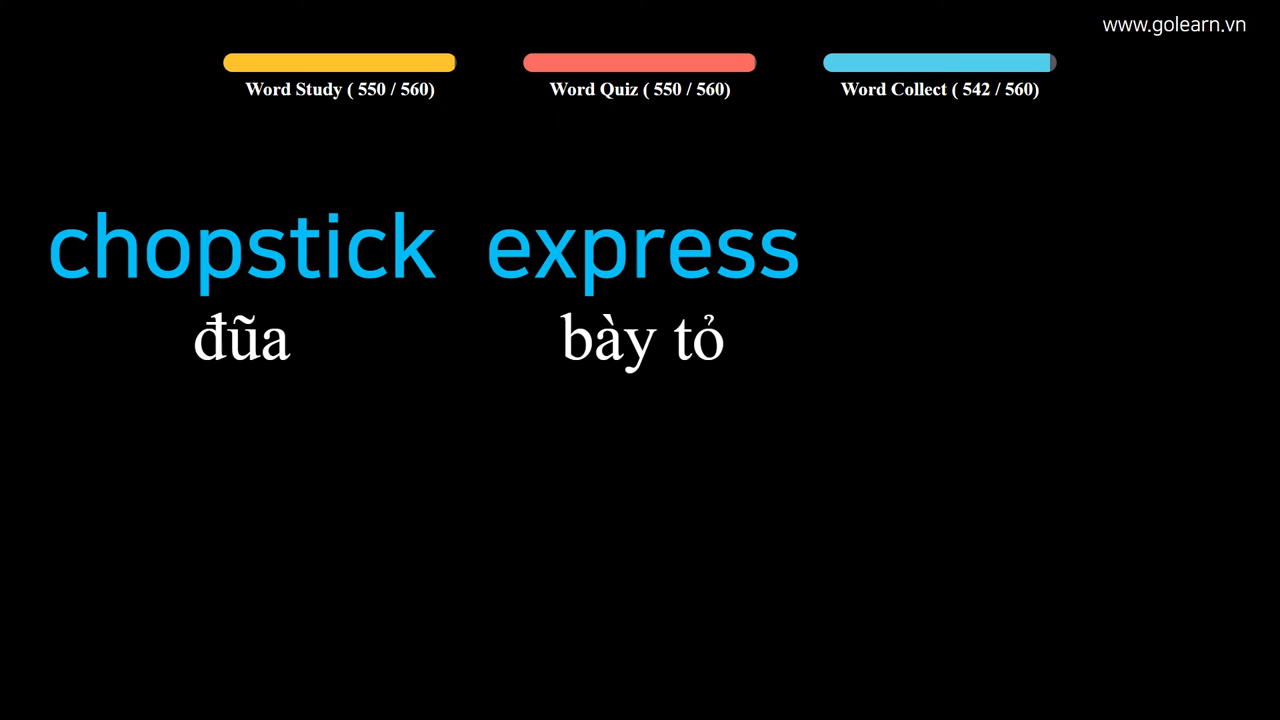 www.golearn.vn
Word Study ( 550 / 560)
Word Quiz ( 550 / 560)
Word Collect ( 542 / 560)
chopstick express
đũa bày tỏ